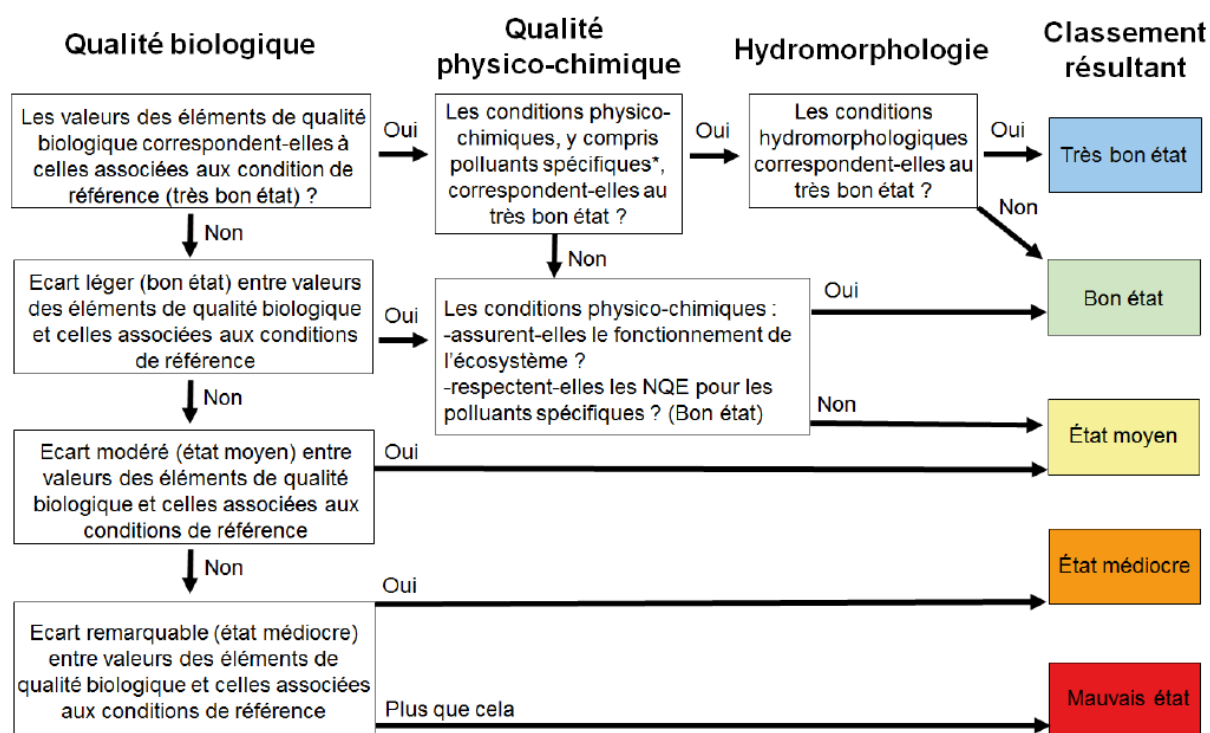 Qualité biologique
Qualité
physico-chimique
Hydromorphologie
Classement
résultant
Les valeurs des éléments de qualité
biologique correspondent-elles à
celles associées aux condition de
référence (très bon état) ?
Oui
Les conditions physico-
chimiques, y compris
polluants spécifiques*,
correspondent-elles au
très bon état ?
Oui
Les conditions
hydromorphologiques
correspondent-elles au
très bon état ?
Oui
Très bon état
Non
Non
Non
Ecart léger (bon état) entre valeurs
des éléments de qualité biologique
et celles associées aux conditions
de référence
Oui
Les conditions physico-chimiques :
-assurent-elles le fonctionnement de
l'écosystème ?
-respectent-elles les NQE pour les
polluants spécifiques ? (Bon état)
Oui
Bon état
Non
Non
Ecart modéré (état moyen) entre
valeurs des éléments de qualité
biologique et celles associées aux
conditions de référence
Oui
État moyen
Non
Oui
État médiocre
Ecart remarquable (état médiocre)
entre valeurs des éléments de
qualité biologique et celles associées
aux conditions de référence
Plus que cela
Mauvais état